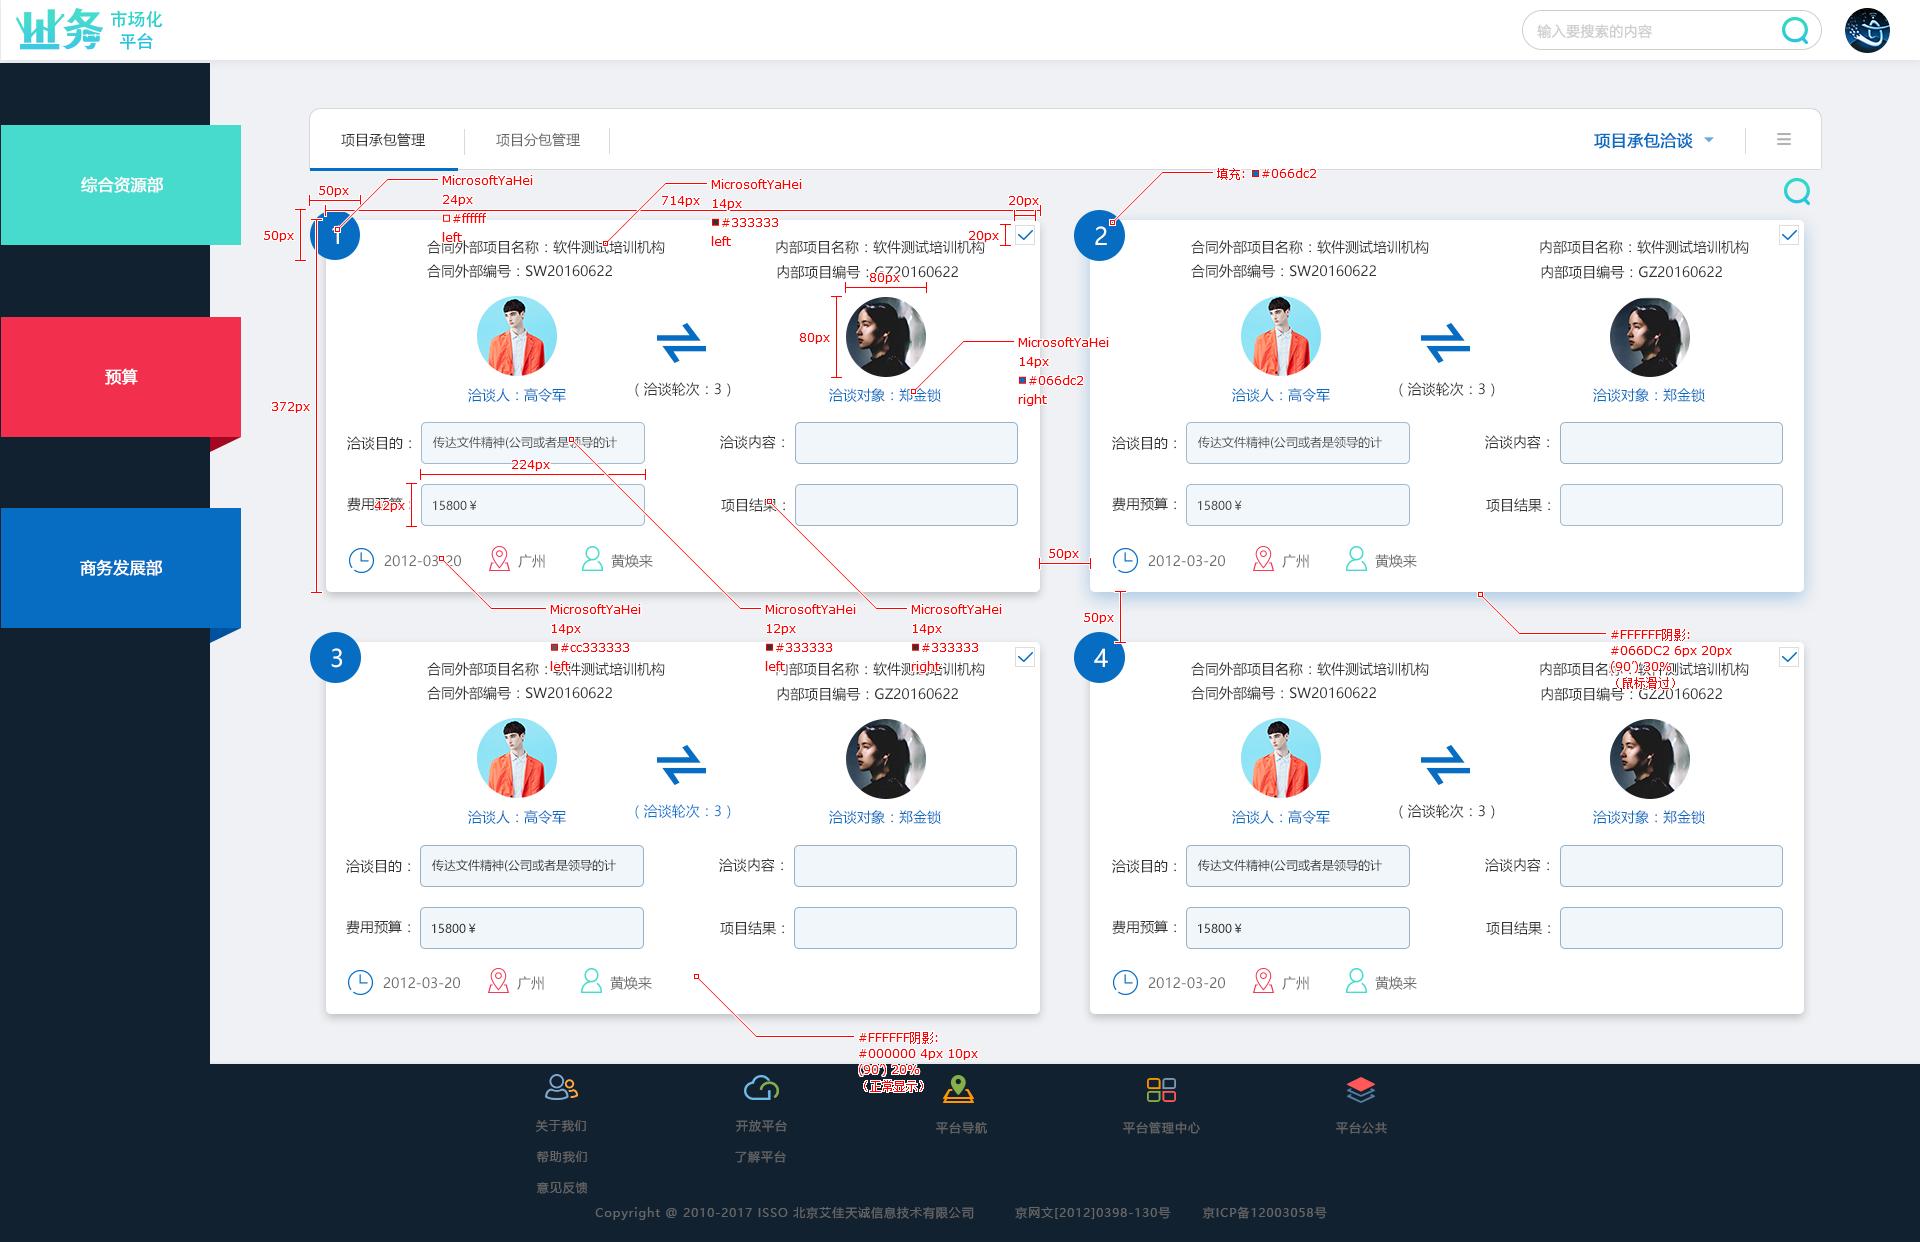 业务 市场化
平台
输入要搜索的内容
综合资源部
预算
商务发展部
项目承包管理
项目分包管理
项目承包洽谈
50px
MicrosoftYaHei
24px
#ffffff
left
714px
MicrosoftYaHei
14px
#333333
left
20px
20px
填充: #066dc2
50px
1
合同外部项目名称：软件测试培训机构
合同外部编号：SW20160622
内部项目名称：软件测试培训机构
内部项目编号：GZ20160622
80px
80px
MicrosoftYaHei
14px
#066dc2
right
洽谈人：高令军
（洽谈轮次：3）
洽谈对象：郑金锁
372px
洽谈目的：
传达文件精神(公司或者是领导的计
洽谈内容：
224px
42px
费用预算：
15800 ¥
项目结果：
2012-03-20
广州
黄焕来
50px
2
合同外部项目名称：软件测试培训机构
合同外部编号：SW20160622
内部项目名称：软件测试培训机构
内部项目编号：GZ20160622
洽谈人：高令军
（洽谈轮次：3）
洽谈对象：郑金锁
洽谈目的：
传达文件精神(公司或者是领导的计
洽谈内容：
费用预算：
15800 ¥
项目结果：
2012-03-20
广州
黄焕来
MicrosoftYaHei
14px
#cc333333
left
MicrosoftYaHei
12px
#333333
left
MicrosoftYaHei
14px
#333333
right
50px
#FFFFFF阴影:
#066DC2 6px 20px
(90°) 30%
（鼠标滑过）
3
合同外部项目名称：软件测试培训机构
合同外部编号：SW20160622
内部项目名称：软件测试培训机构
内部项目编号：GZ20160622
洽谈人：高令军
（洽谈轮次：3）
洽谈对象：郑金锁
洽谈目的：
传达文件精神(公司或者是领导的计
洽谈内容：
费用预算：
15800 ¥
项目结果：
2012-03-20
广州
黄焕来
4
合同外部项目名称：软件测试培训机构
合同外部编号：SW20160622
内部项目名称：软件测试培训机构
内部项目编号：GZ20160622
洽谈人：高令军
（洽谈轮次：3）
洽谈对象：郑金锁
洽谈目的：
传达文件精神(公司或者是领导的计
洽谈内容：
费用预算：
15800 ¥
项目结果：
2012-03-20
广州
黄焕来
#FFFFFF阴影:
#000000 4px 10px
(90°) 20%
（正常显示）
关于我们
帮助我们
意见反馈
开放平台
了解平台
平台导航
平台管理中心
平台公共
Copyright @ 2010-2017 ISSO 北京艾佳天诚信息技术有限公司 京网文[2012]0398-130号 京ICP备12003058号